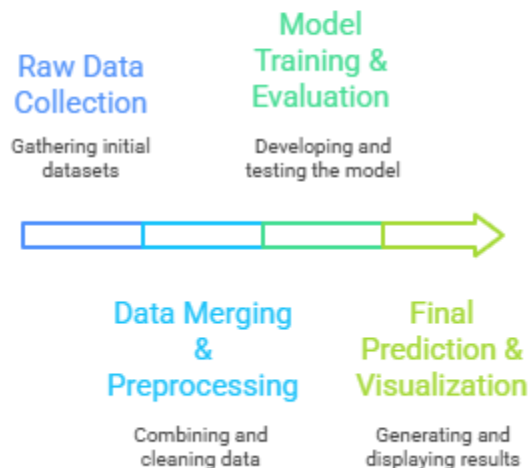 Raw Data
Collection
Gathering initial
datasets
Data Merging
&
Preprocessing
Combining and
cleaning data
Model
Training &
Evaluation
Developing and
testing the model
Final
Prediction &
Visualization
Generating and
displaying results